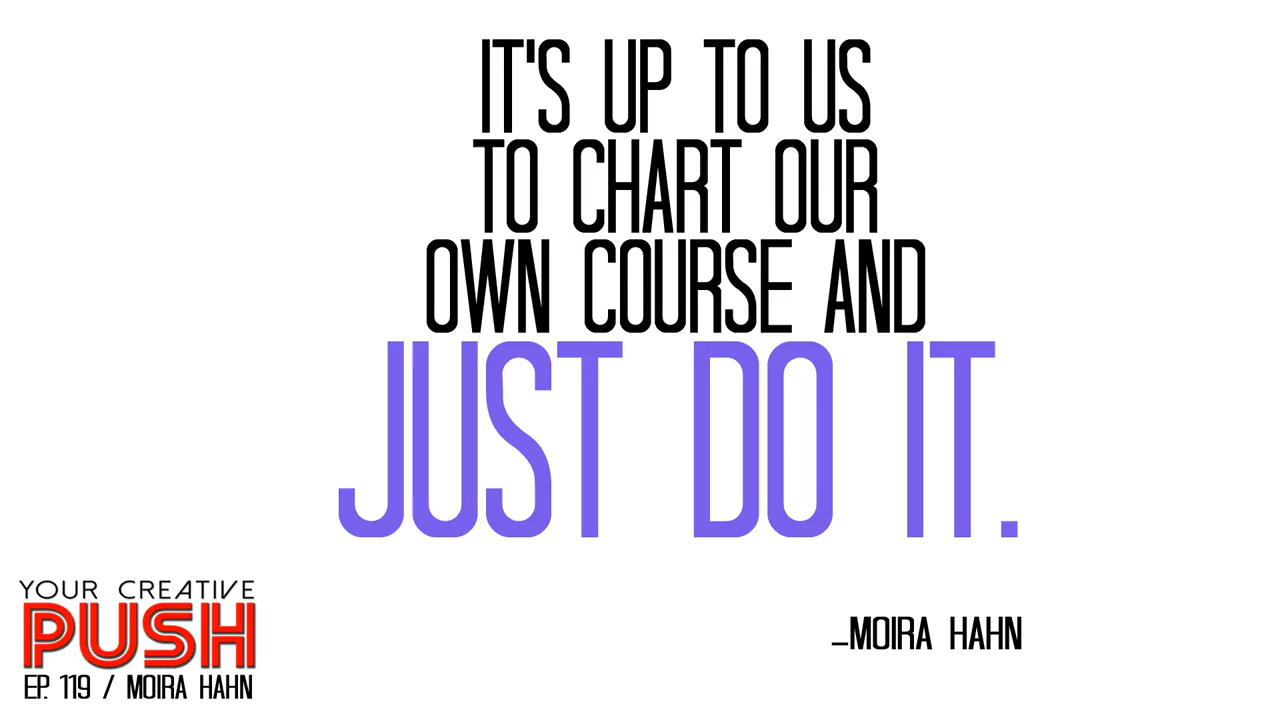 IT'S UP TO US
TO CHART OUR
OWN COURSE AND
JUST DO IT.
–MOIRA HAHN
YOUR CREATIVE
PUSH
EP. 119 / MOIRA HAHN